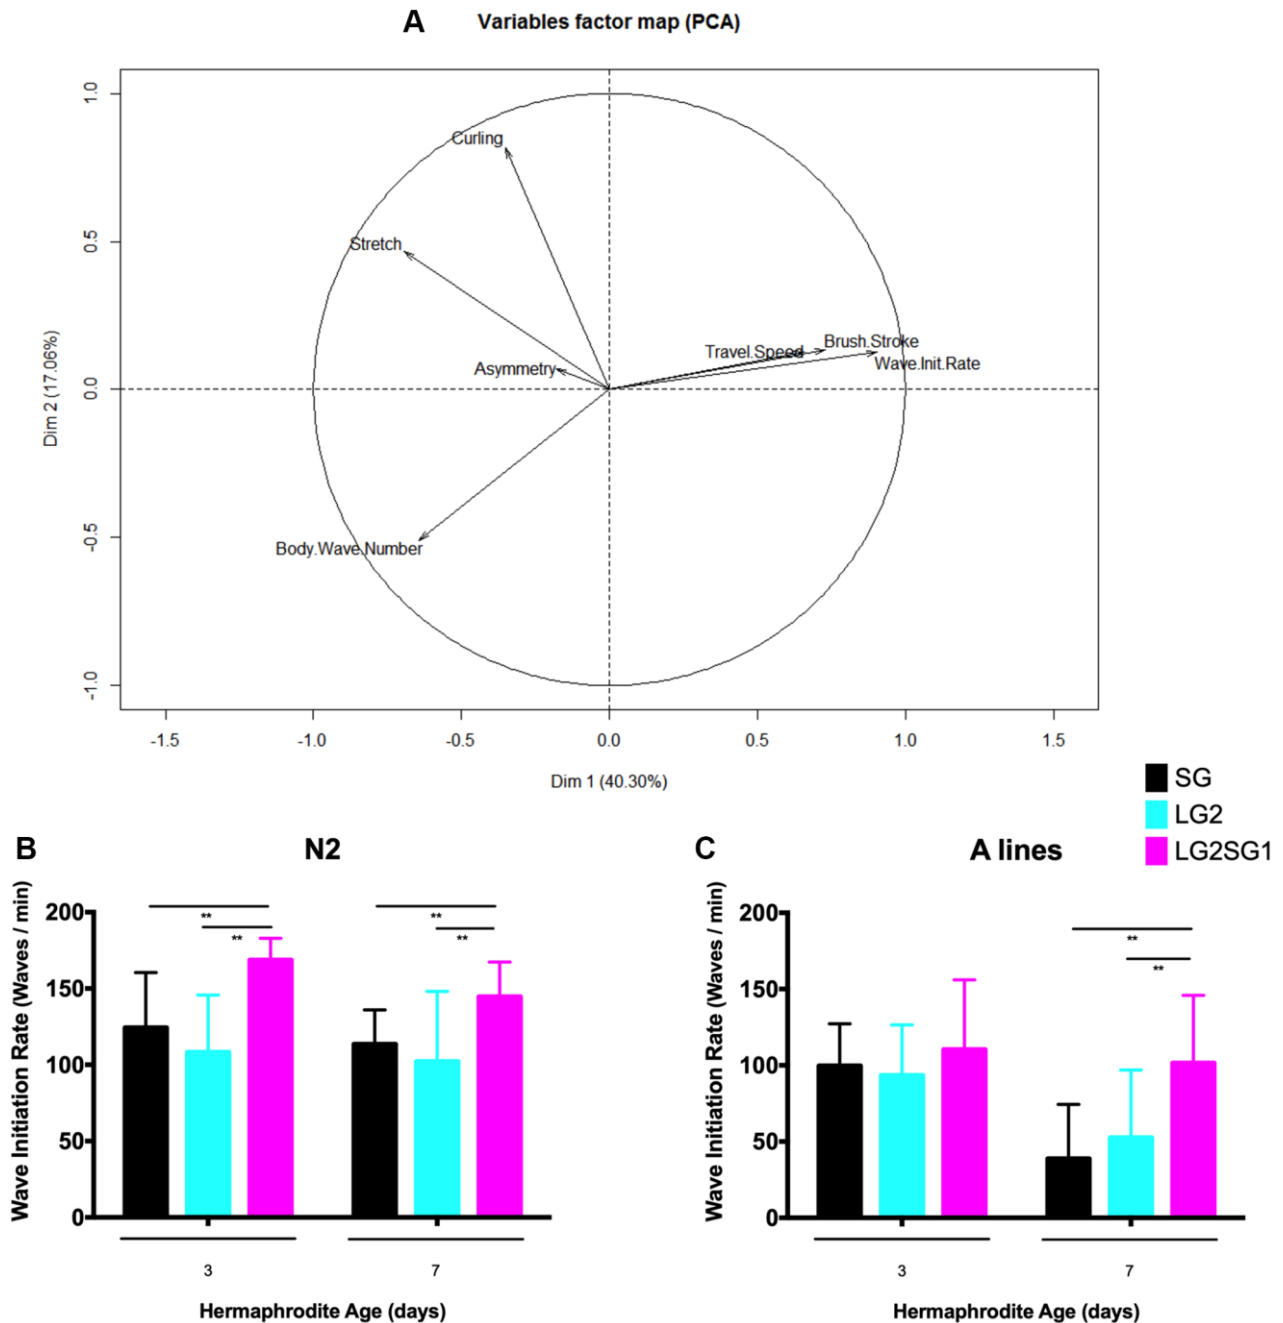 A Variables factor map (PCA)
1.0
0.5
0.0
-0.5
-1.0
Dim 2 (17.06%)
Curling
Stretch
Asymmetry
Body.Wave.Number
Travel.Speed
Brush.Stroke
Wave.Init.Rate
-1.5 -1.0 -0.5 0.0 0.5 1.0 1.5
Dim 1 (40.30%)
SG
LG2
LG2SG1
B N2
Wave Initiation Rate (Waves / min)
200
150
100
50
0
**
**
**
**
3 7
Hermaphrodite Age (days)
C A lines
Wave Initiation Rate (Waves / min)
200
150
100
50
0
**
**
3 7
Hermaphrodite Age (days)